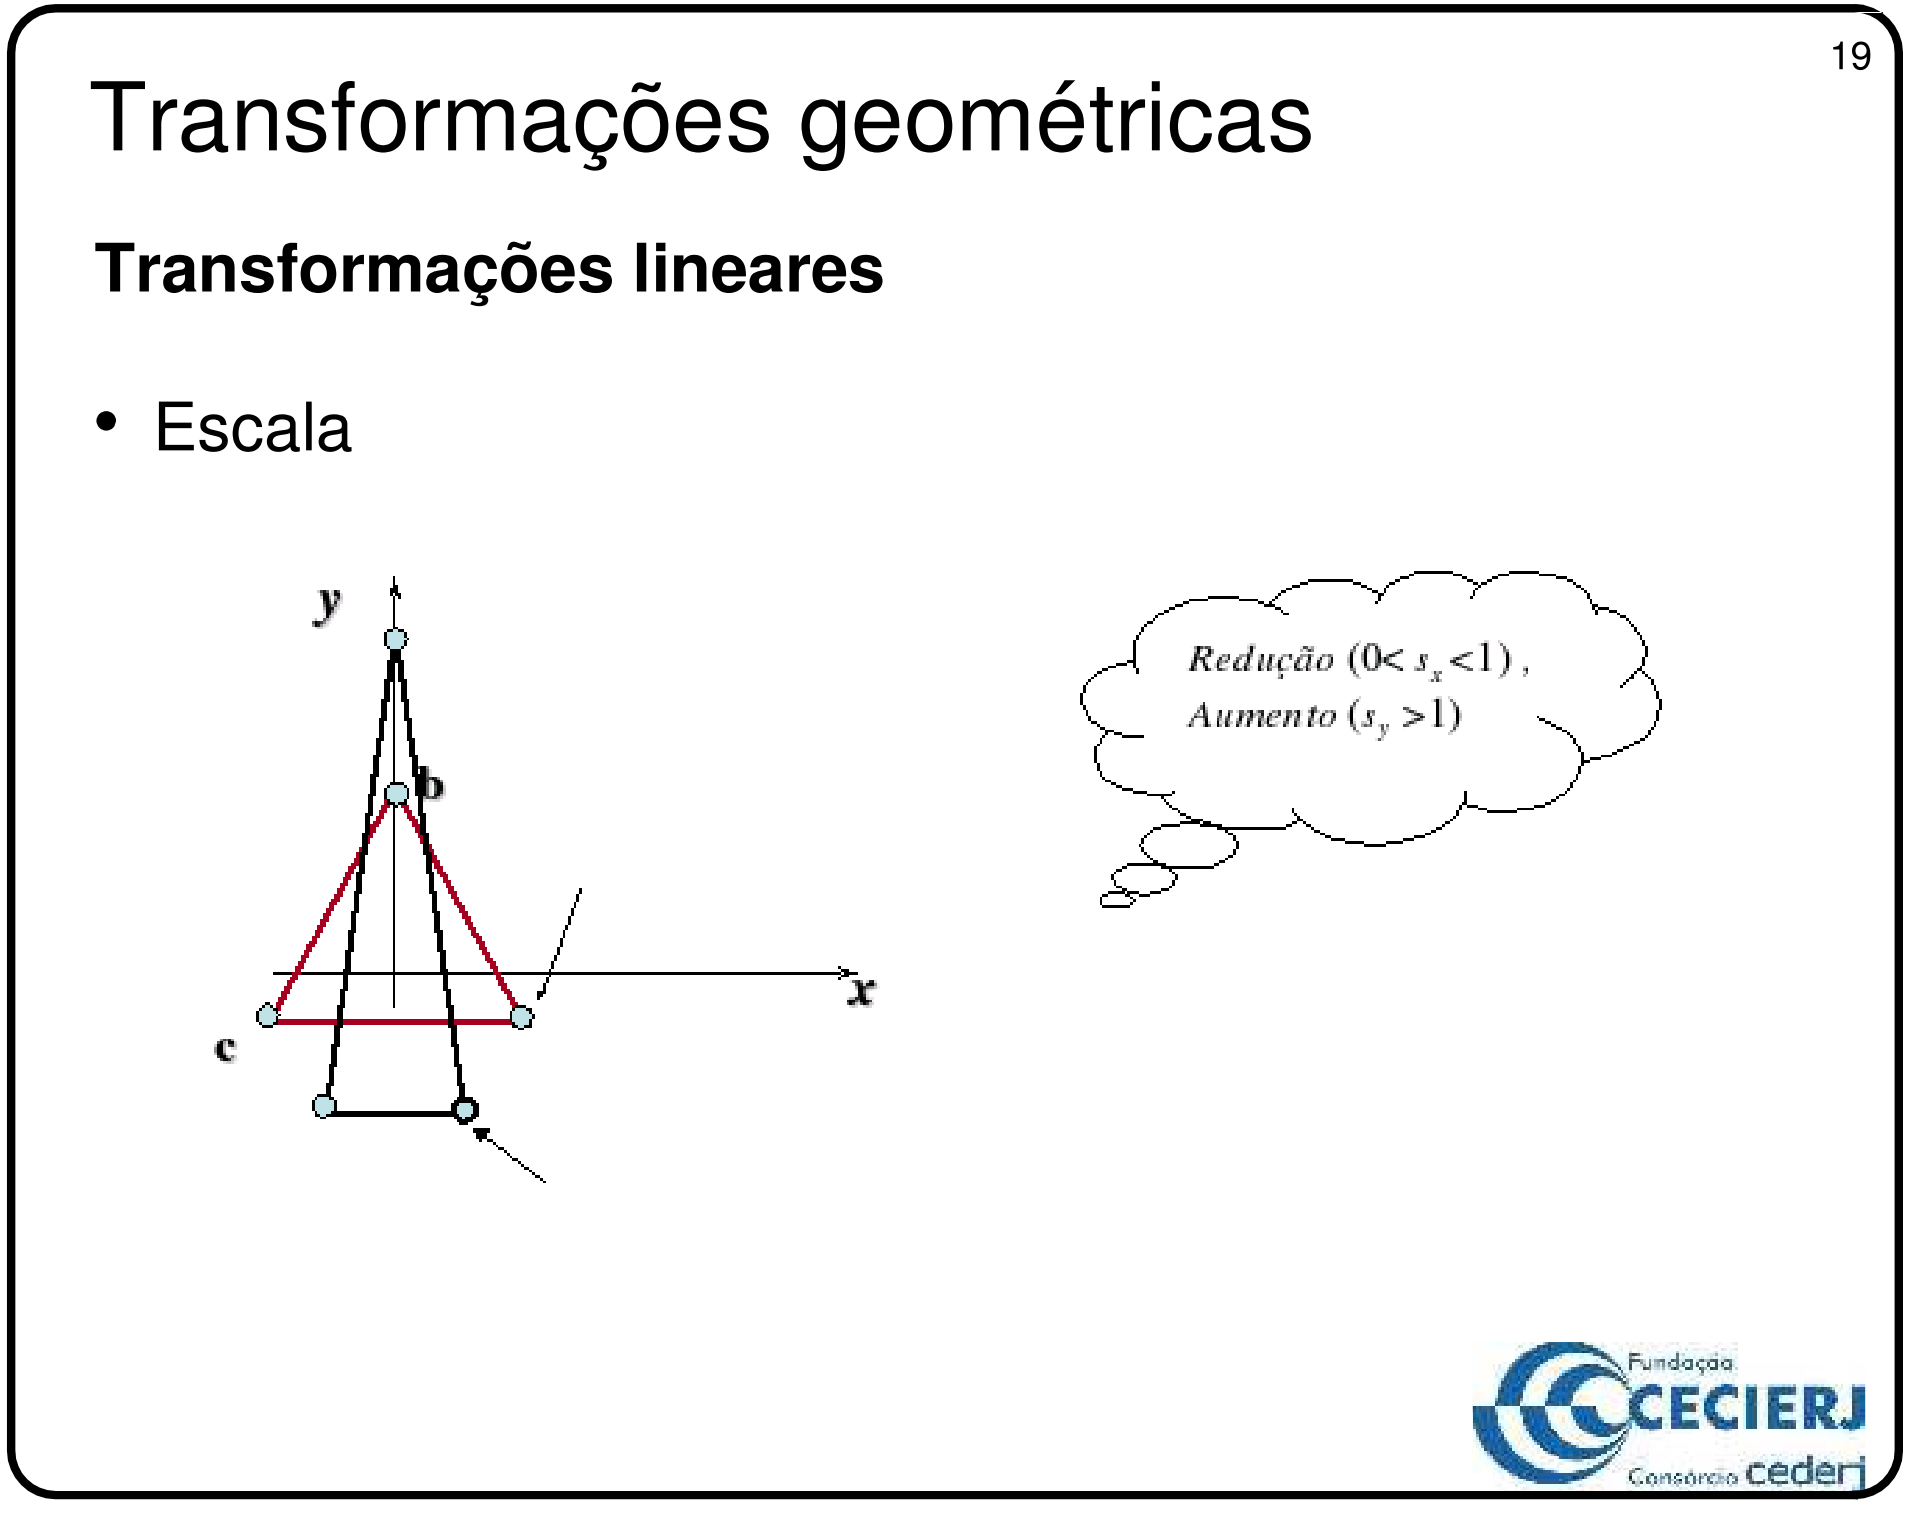 19
Transformações geométricas
Transformações lineares
• Escala
y
b
x
c
Redução (0< s_x <1) ,
Aumento (s_y >1)
Fundação
CECIERJ
Consórcio cederj